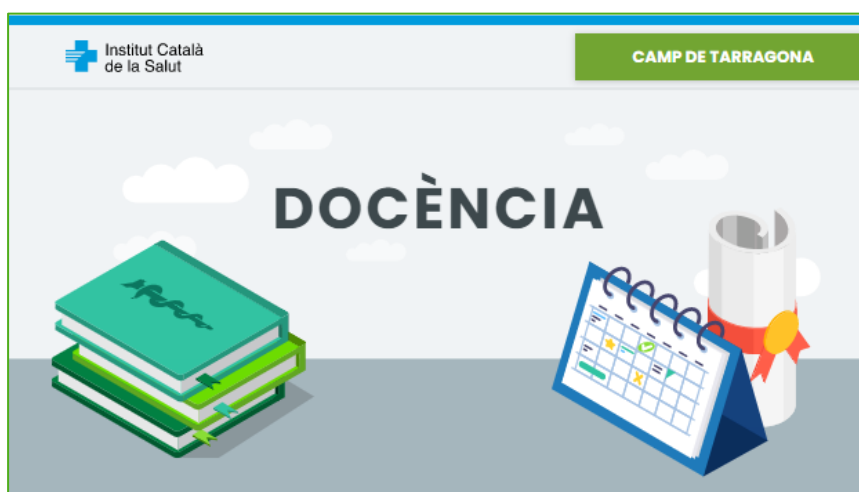 Institut Català
de la Salut
CAMP DE TARRAGONA
DOCÈNCIA